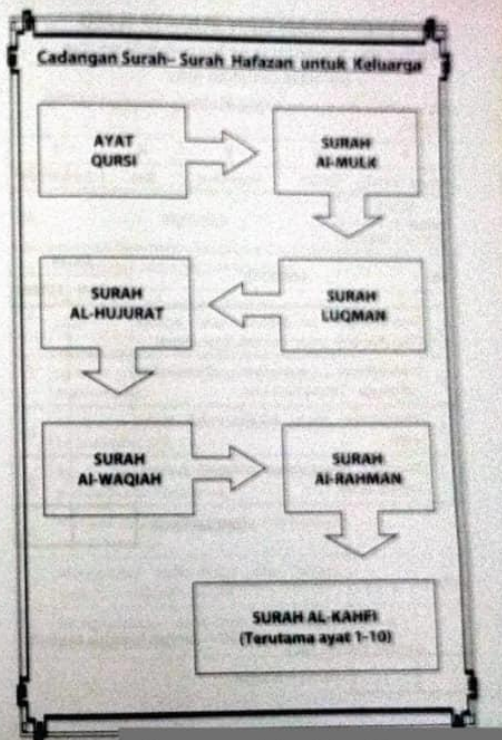 Cadangan Surah– Surah Hafazan untuk Keluarga
AYAT
QURSI
SURAH
Al-MULK
SURAH
LUQMAN
SURAH
AL-HUJURAT
SURAH
Al-WAQIAH
SURAH
Al-RAHMAN
SURAH AL-KAHFI
(Terutama ayat 1-10)